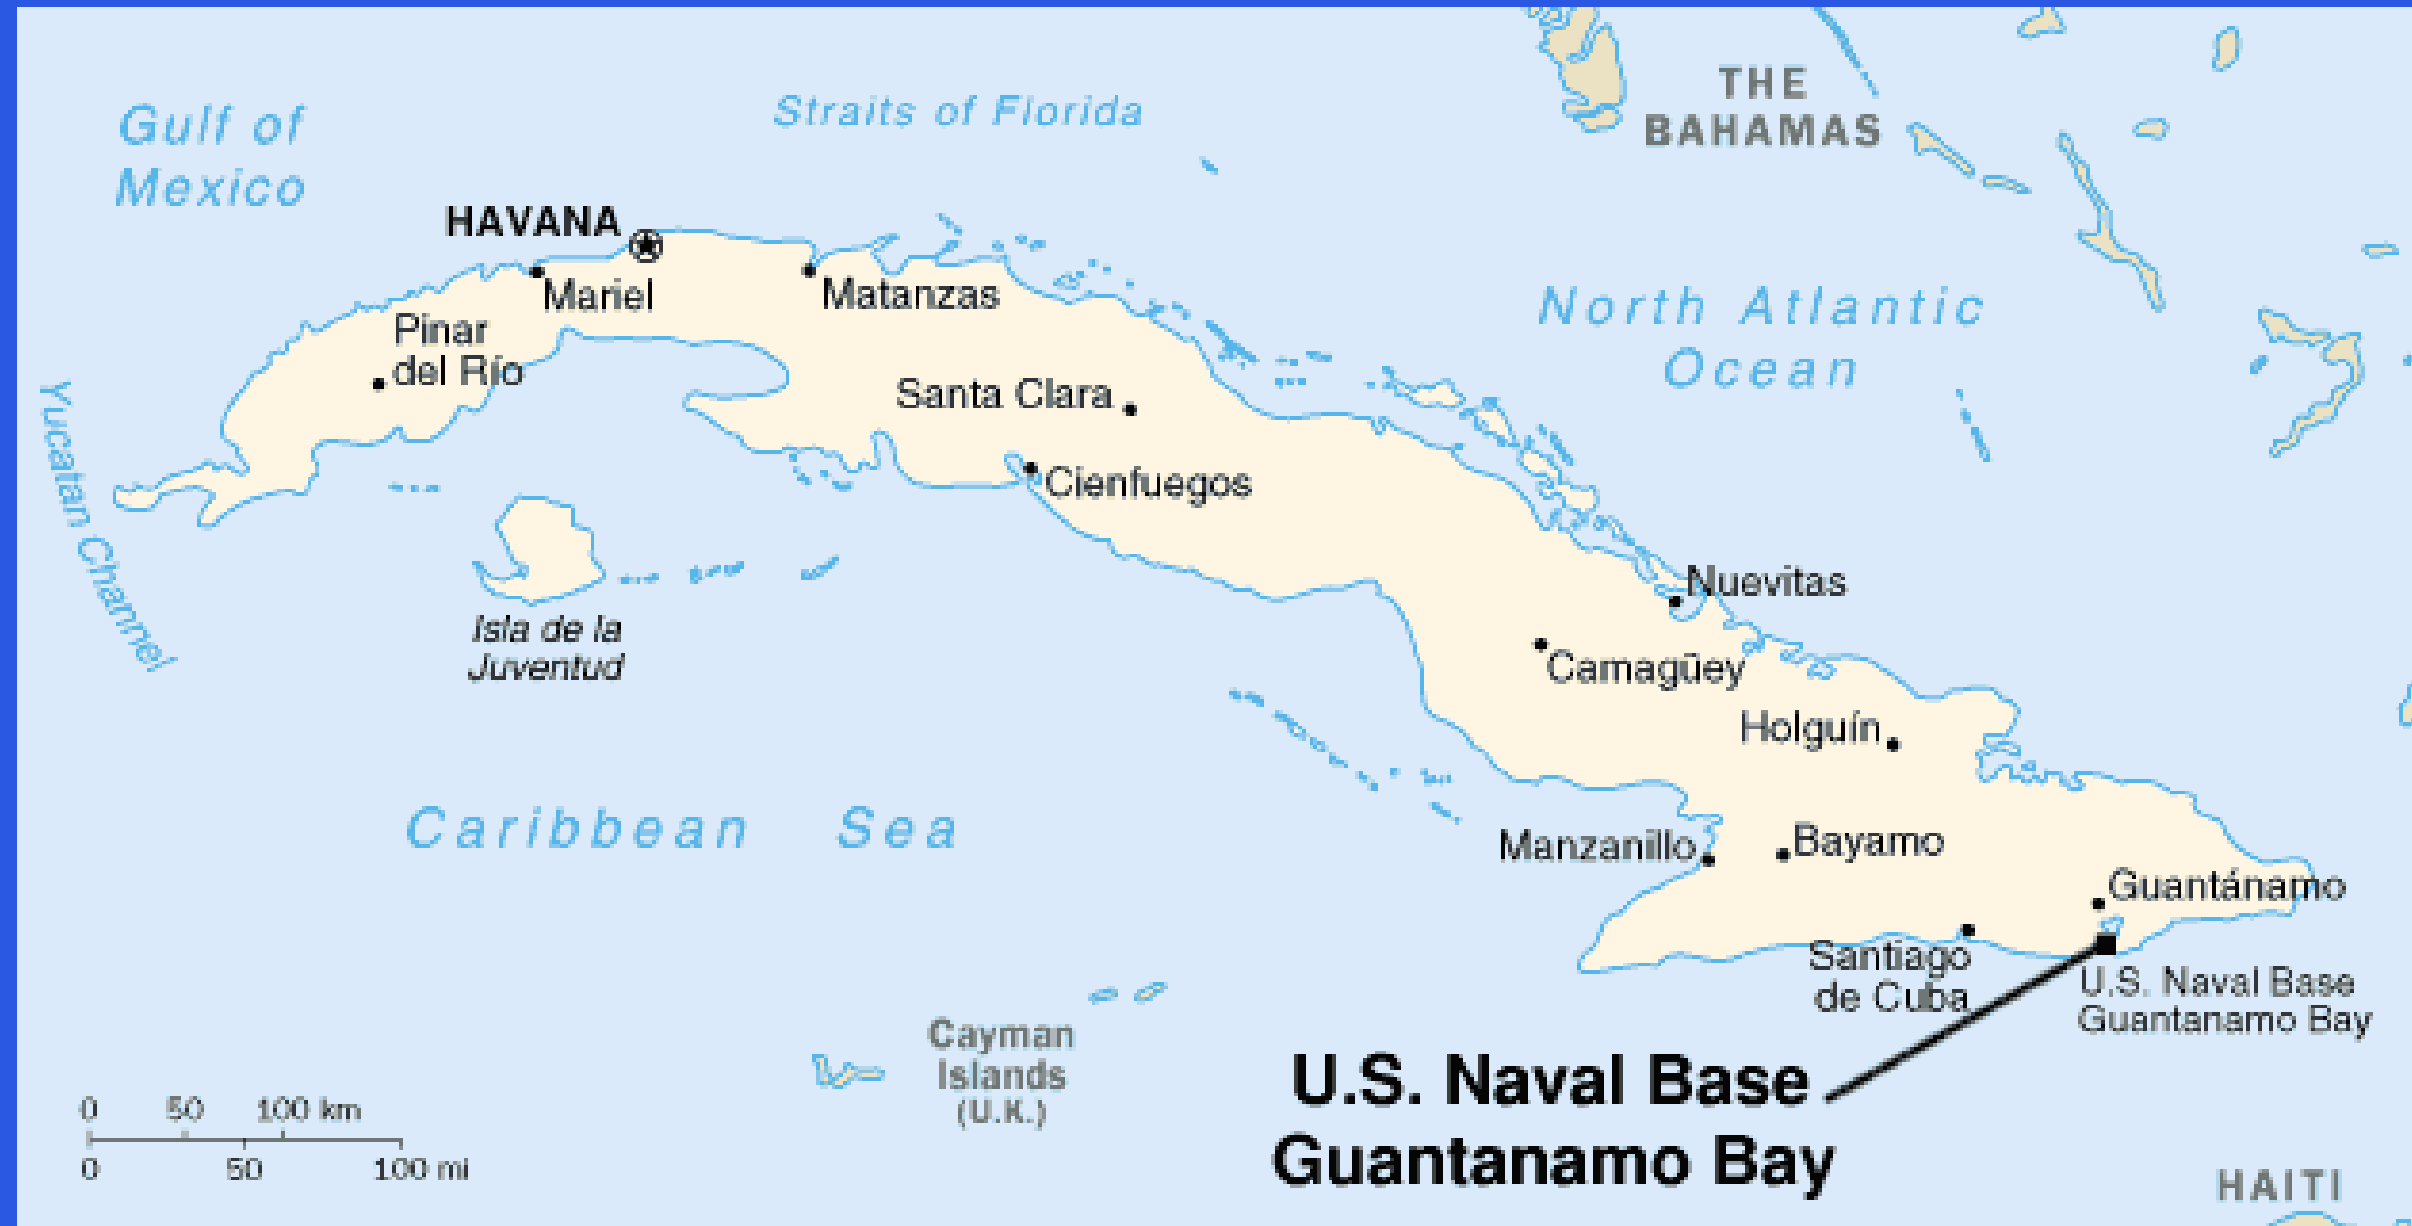 THE
BAHAMAS
Gulf of
Mexico
Straits of Florida
HAVANA
Mariel
Matanzas
North Atlantic
Ocean
Pinar
del Río
Yucatan Channel
Santa Clara
Cienfuegos
Nuevitas
Isla de la
Juventud
Camagüey
Holguín
Caribbean Sea
Manzanillo
Bayamo
Guantánamo
Santiago
de Cuba
U.S. Naval Base
Guantanamo Bay
Cayman
Islands
(U.K.)
U.S. Naval Base
Guantanamo Bay
0 50 100 km
0 50 100 mi
HAITI